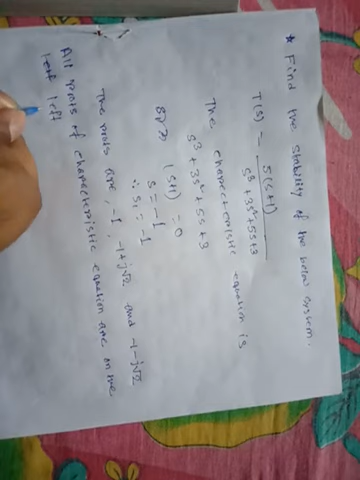 * Find the stability of the below system.
T(s) = 5(s+1) / s³+3s²+5s+3
The characteristic equation is
s³+3s²+5s+3
(s+1) = 0
s = -1
∴ s1 = -1
The roots are, -1, -1+j√2 and -1-j√2
All roots of characteristic equation are on the
left